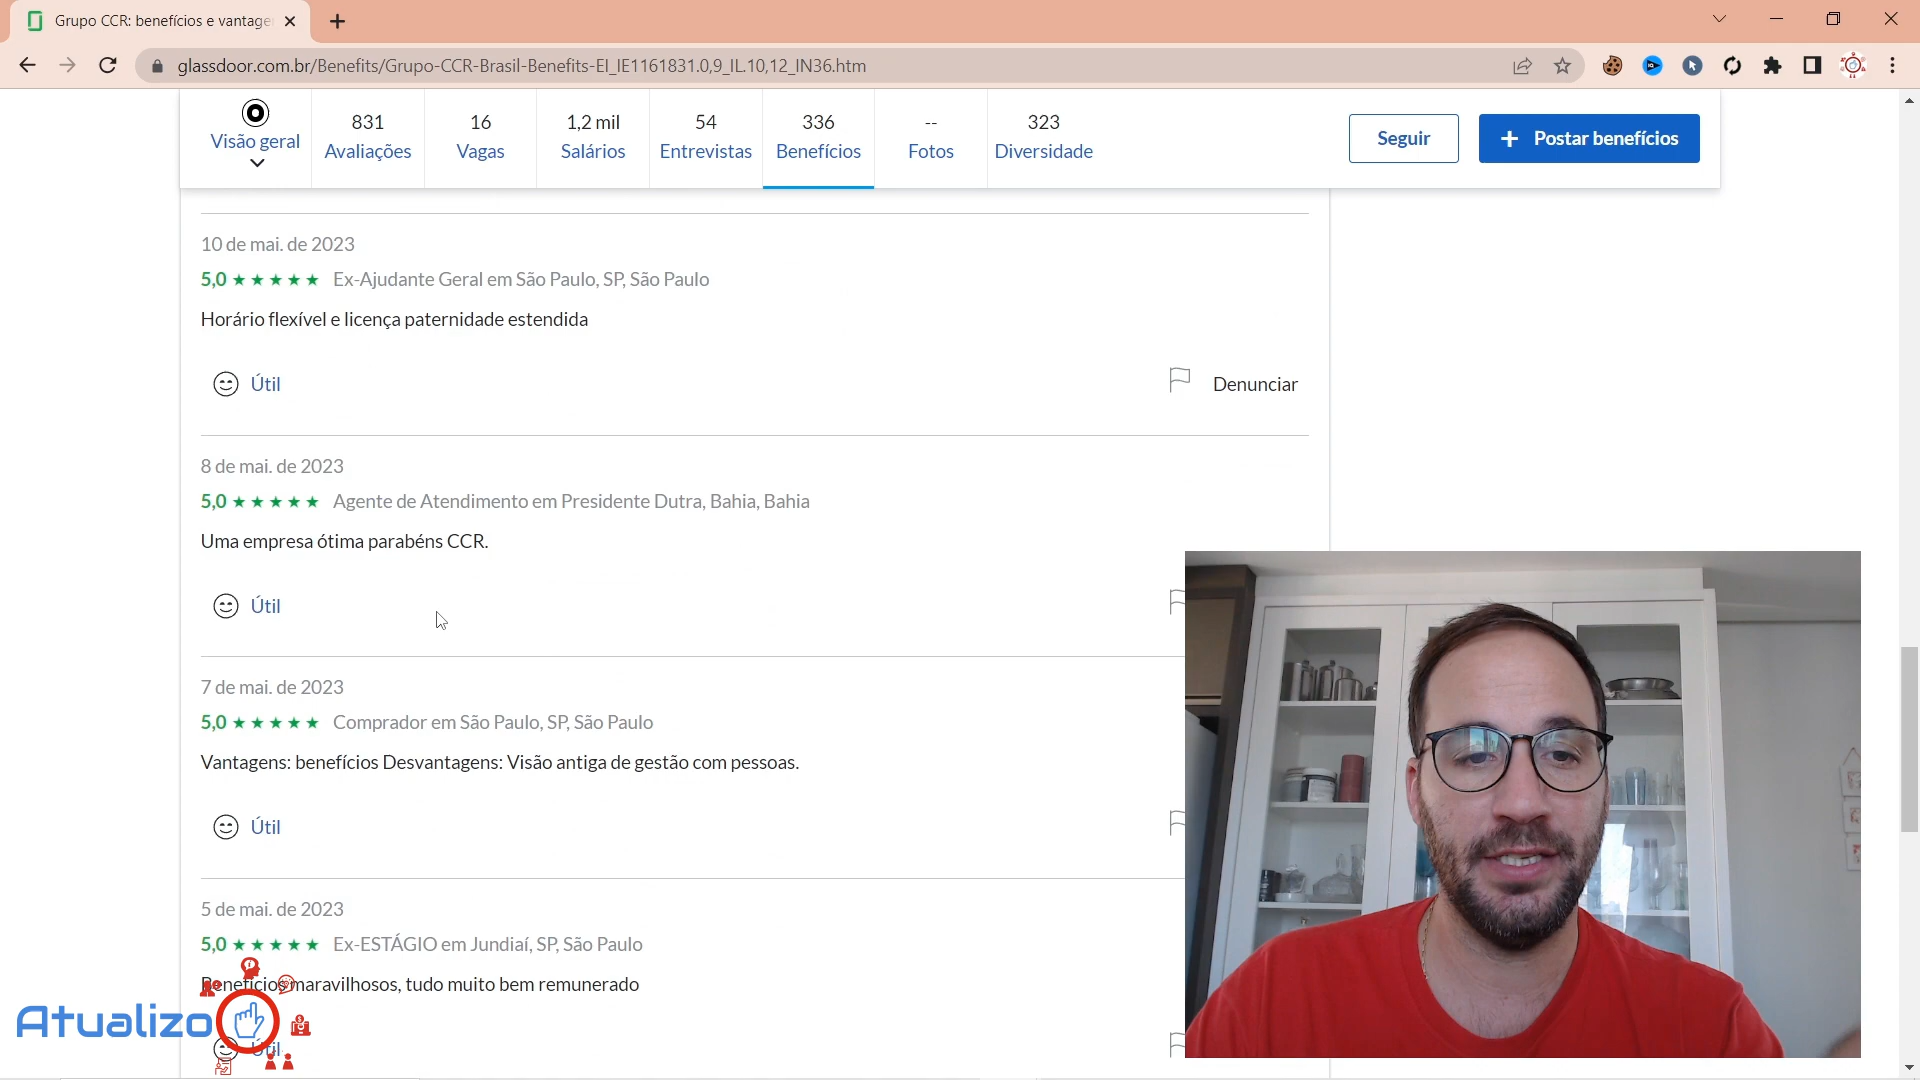 Grupo CCR: benefícios e vantage
glassdoor.com.br/Benefits/Grupo-CCR-Brasil-Benefits-EI_IE1161831.0,9_IL.10,12_IN36.htm
Visão geral
831
Avaliações
16
Vagas
1,2 mil
Salários
54
Entrevistas
336
Benefícios
--
Fotos
323
Diversidade
Seguir
+ Postar benefícios
10 de mai. de 2023
5,0 ★★★★★ Ex-Ajudante Geral em São Paulo, SP, São Paulo
Horário flexível e licença paternidade estendida
Útil
Denunciar
8 de mai. de 2023
5,0 ★★★★★ Agente de Atendimento em Presidente Dutra, Bahia, Bahia
Uma empresa ótima parabéns CCR.
Útil
7 de mai. de 2023
5,0 ★★★★★ Comprador em São Paulo, SP, São Paulo
Vantagens: benefícios Desvantagens: Visão antiga de gestão com pessoas.
Útil
5 de mai. de 2023
5,0 ★★★★★ Ex-ESTÁGIO em Jundiaí, SP, São Paulo
Benefícios maravilhosos, tudo muito bem remunerado
Atualizo
Útil